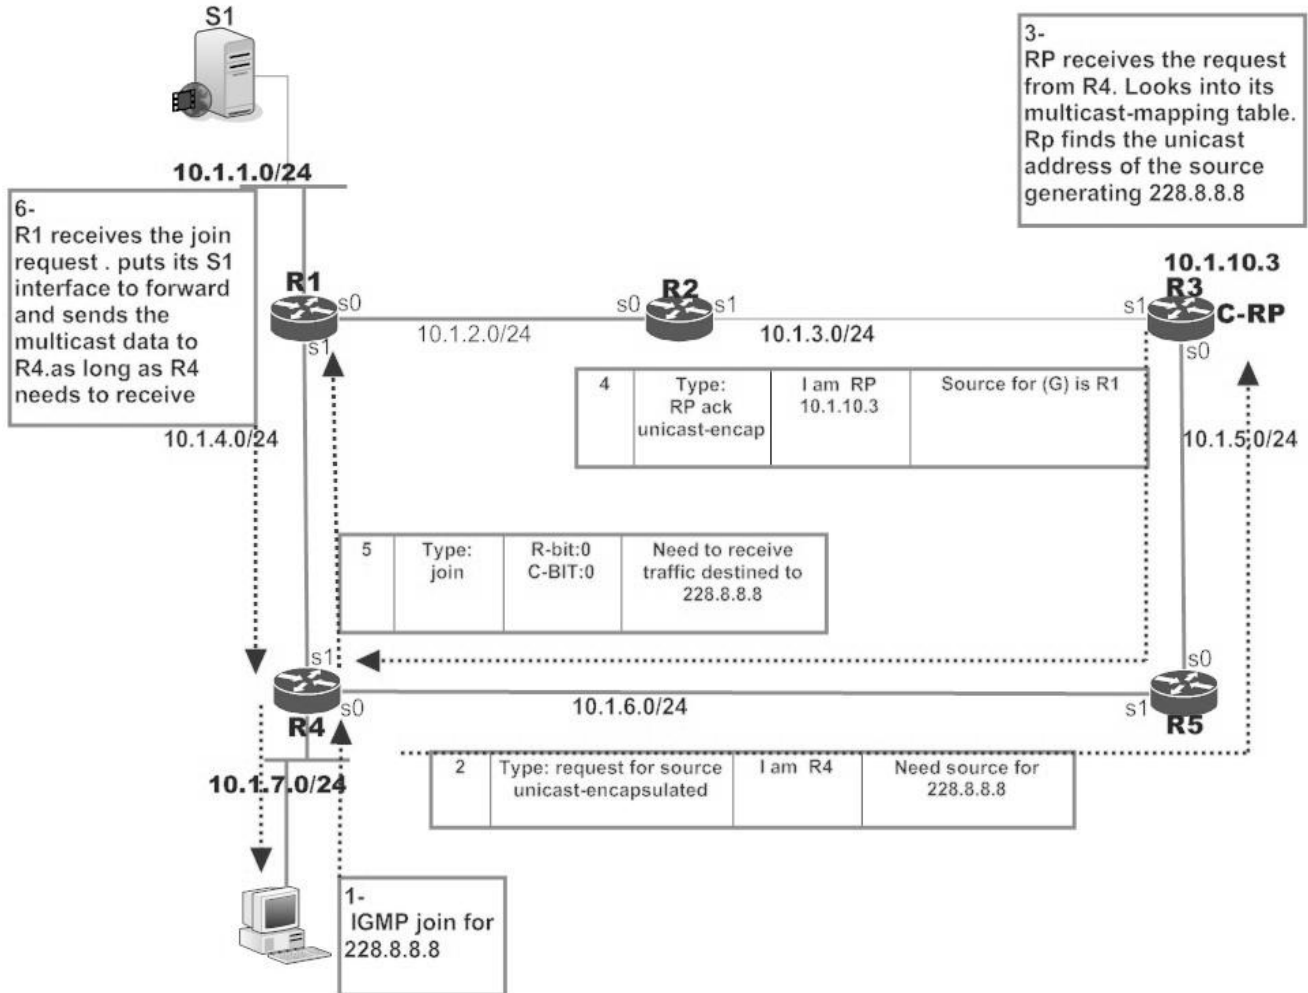 S1
10.1.1.0/24
3-
RP receives the request
from R4. Looks into its
multicast-mapping table.
Rp finds the unicast
address of the source
generating 228.8.8.8
6-
R1 receives the join
request . puts its S1
interface to forward
and sends the
multicast data to
R4.as long as R4
needs to receive
R1
s0
s1
10.1.2.0/24
s0
R2
s1
10.1.3.0/24
10.1.10.3
R3
s1
C-RP
s0
4
Type:
RP ack
unicast-encap
I am RP
10.1.10.3
Source for (G) is R1
10.1.4.0/24
10.1.5.0/24
5
Type:
join
R-bit:0
C-BIT:0
Need to receive
traffic destined to
228.8.8.8
s1
s0
R4
10.1.6.0/24
s0
s1
R5
10.1.7.0/24
2
Type: request for source
unicast-encapsulated
I am R4
Need source for
228.8.8.8
1-
IGMP join for
228.8.8.8